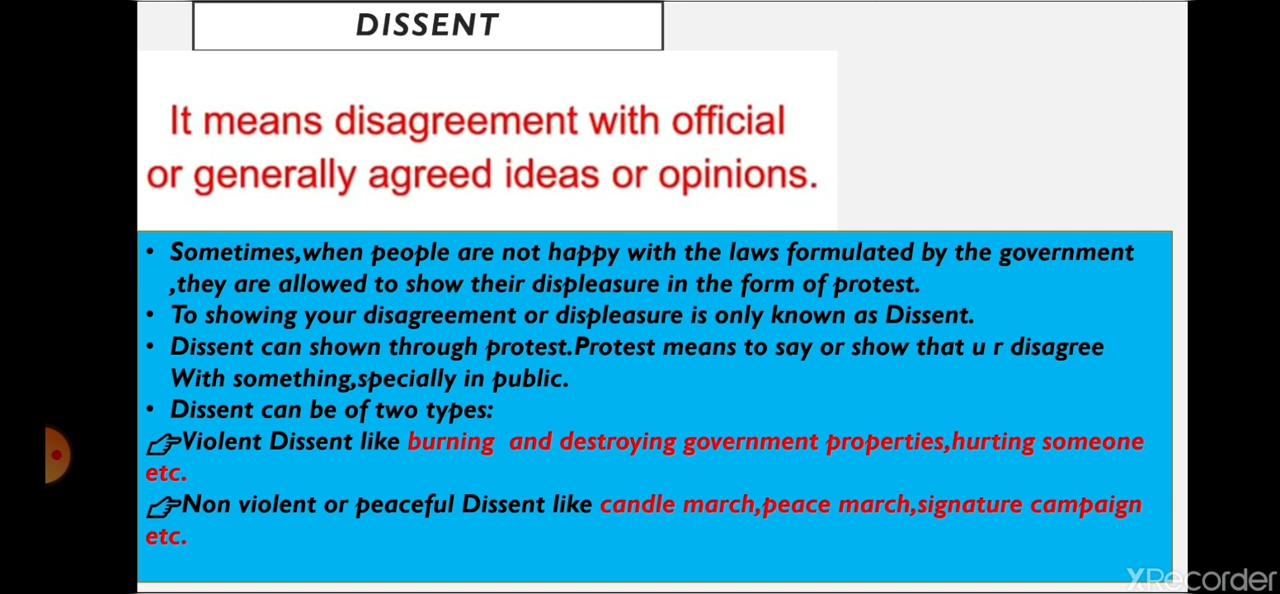 DISSENT
It means disagreement with official
or generally agreed ideas or opinions.
• Sometimes,when people are not happy with the laws formulated by the government
,they are allowed to show their displeasure in the form of protest.
• To showing your disagreement or displeasure is only known as Dissent.
• Dissent can shown through protest.Protest means to say or show that u r disagree
With something,specially in public.
• Dissent can be of two types:
Violent Dissent like burning and destroying government properties,hurting someone
etc.
Non violent or peaceful Dissent like candle march,peace march,signature campaign
etc.
XRecorder